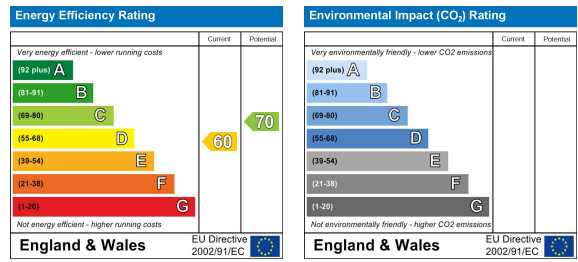 Energy Efficiency Rating
Current Potential
Very energy efficient - lower running costs
(92 plus) A
(81-91) B
(69-80) C
(55-68) D
(39-54) E
(21-38) F
(1-20) G
60
70
Not energy efficient - higher running costs
England & Wales
EU Directive
2002/91/EC
Environmental Impact (CO2) Rating
Current Potential
Very environmentally friendly - lower CO2 emissions
(92 plus) A
(81-91) B
(69-80) C
(55-68) D
(39-54) E
(21-38) F
(1-20) G
Not environmentally friendly - higher CO2 emissions
England & Wales
EU Directive
2002/91/EC